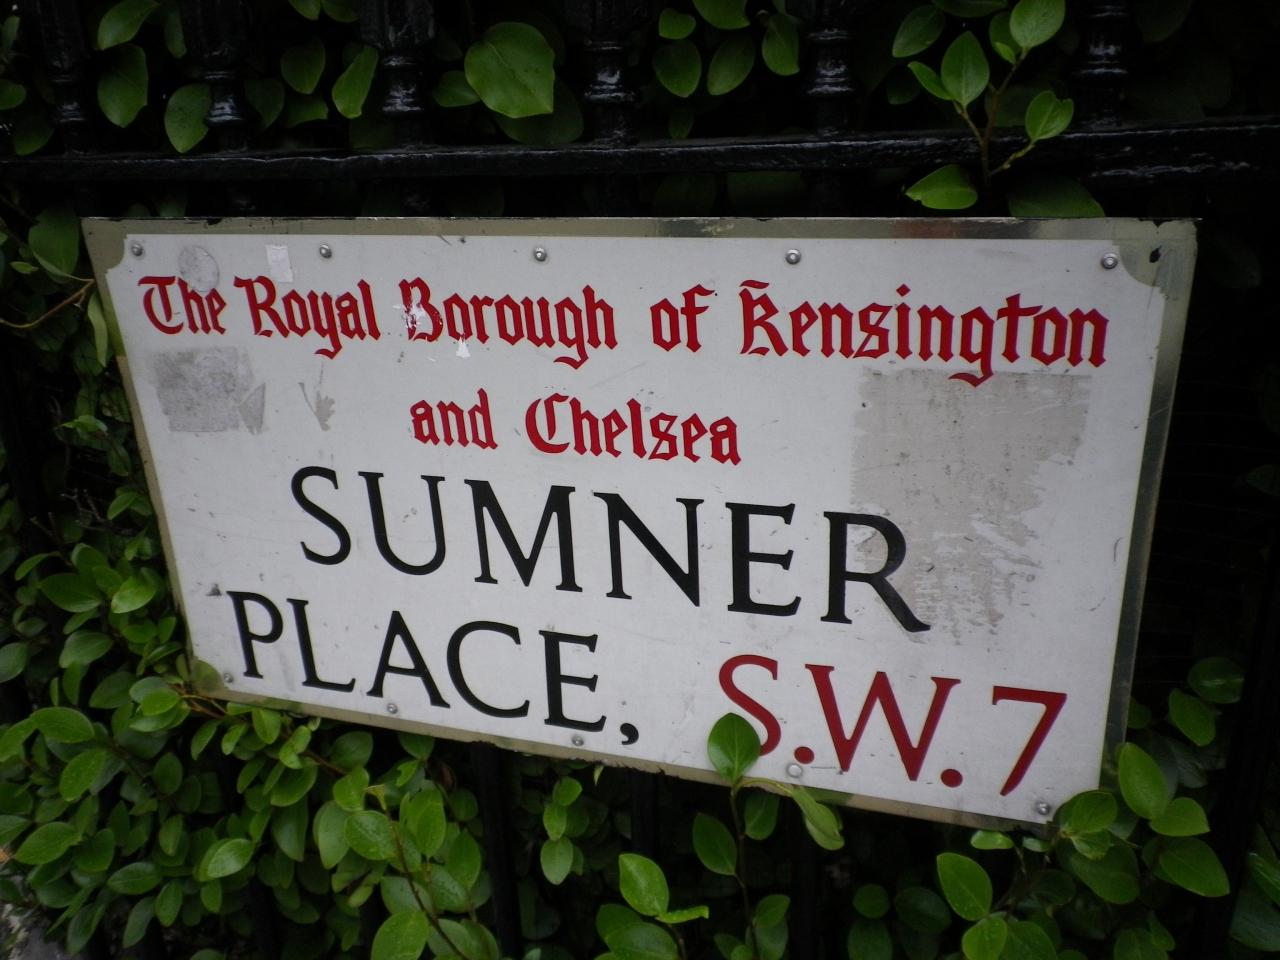 The Royal Borough of Kensington
and Chelsea
SUMNER
PLACE, S.W.7